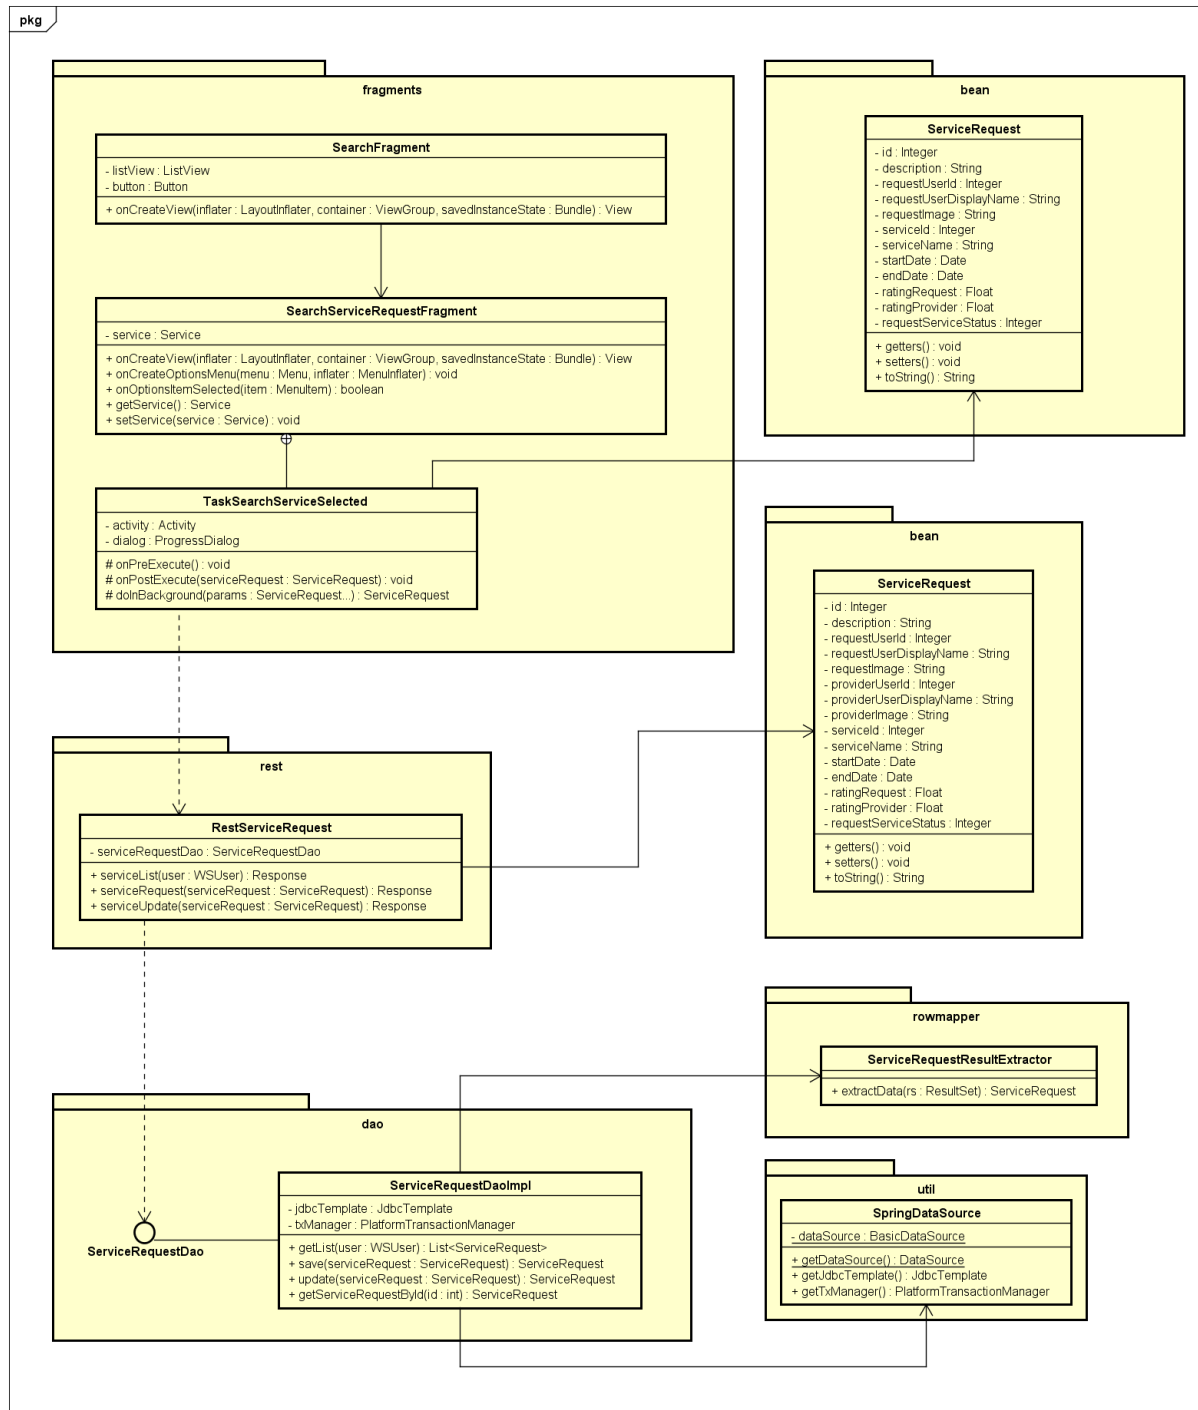 pkg
fragments
SearchFragment
- listView : ListView
- button : Button
+ onCreateView(inflater : LayoutInflater, container : ViewGroup, savedInstanceState : Bundle) : View
SearchServiceRequestFragment
- service : Service
+ onCreateView(inflater : LayoutInflater, container : ViewGroup, savedInstanceState : Bundle) : View
+ onCreateOptionsMenu(menu : Menu, inflater : MenuInflater) : void
+ onOptionsItemSelected(item : MenuItem) : boolean
+ getService() : Service
+ setService(service : Service) : void
TaskSearchServiceSelected
- activity : Activity
- dialog : ProgressDialog
# onPreExecute() : void
# onPostExecute(serviceRequest : ServiceRequest) : void
# doInBackground(params : ServiceRequest...) : ServiceRequest
bean
ServiceRequest
- id : Integer
- description : String
- requestUserId : Integer
- requestUserDisplayName : String
- requestImage : String
- serviceId : Integer
- serviceName : String
- startDate : Date
- endDate : Date
- ratingRequest : Float
- ratingProvider : Float
- requestServiceStatus : Integer
+ getters() : void
+ setters() : void
+ toString() : String
bean
ServiceRequest
- id : Integer
- description : String
- requestUserId : Integer
- requestUserDisplayName : String
- requestImage : String
- providerUserId : Integer
- providerUserDisplayName : String
- providerImage : String
- serviceId : Integer
- serviceName : String
- startDate : Date
- endDate : Date
- ratingRequest : Float
- ratingProvider : Float
- requestServiceStatus : Integer
+ getters() : void
+ setters() : void
+ toString() : String
rest
RestServiceRequest
- serviceRequestDao : ServiceRequestDao
+ serviceList(user : WSUser) : Response
+ serviceRequest(serviceRequest : ServiceRequest) : Response
+ serviceUpdate(serviceRequest : ServiceRequest) : Response
rowmapper
ServiceRequestResultExtractor
+ extractData(rs : ResultSet) : ServiceRequest
dao
ServiceRequestDao
ServiceRequestDaoImpl
- jdbcTemplate : JdbcTemplate
- txManager : PlatformTransactionManager
+ getList(user : WSUser) : List<ServiceRequest>
+ save(serviceRequest : ServiceRequest) : ServiceRequest
+ update(serviceRequest : ServiceRequest) : ServiceRequest
+ getServiceRequestById(id : int) : ServiceRequest
util
SpringDataSource
- dataSource : BasicDataSource
+ getDataSource() : DataSource
+ getJdbcTemplate() : JdbcTemplate
+ getTxManager() : PlatformTransactionManager